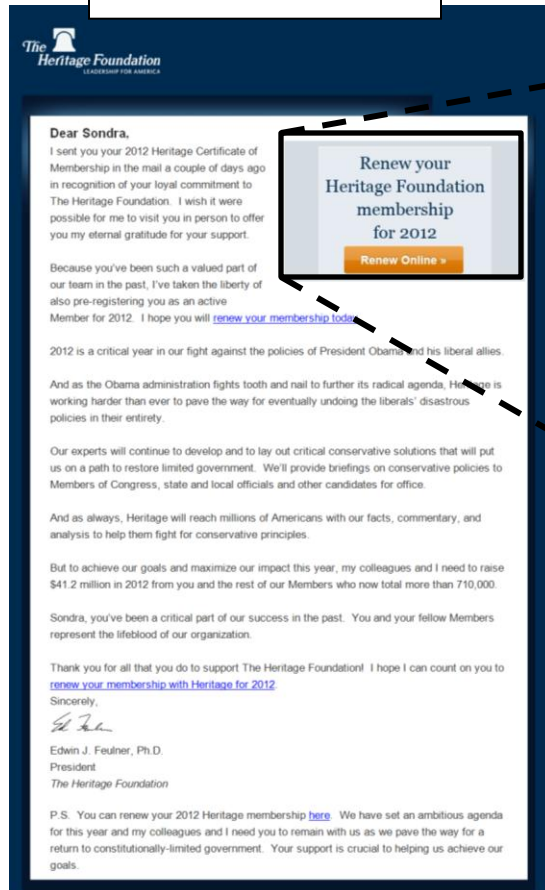 The
Heritage Foundation
LEADERSHIP FOR AMERICA
Dear Sondra,
I sent you your 2012 Heritage Certificate of
Membership in the mail a couple of days ago
in recognition of your loyal commitment to
The Heritage Foundation. I wish it were
possible for me to visit you in person to offer
you my eternal gratitude for your support.
Because you've been such a valued part of
our team in the past, I've taken the liberty of
also pre-registering you as an active
Member for 2012. I hope you will renew your membership today.
Renew your
Heritage Foundation
membership
for 2012
Renew Online »
2012 is a critical year in our fight against the policies of President Obama and his liberal allies.
And as the Obama administration fights tooth and nail to further its radical agenda, Heritage is
working harder than ever to pave the way for eventually undoing the liberals' disastrous
policies in their entirety.
Our experts will continue to develop and to lay out critical conservative solutions that will put
us on a path to restore limited government. We'll provide briefings on conservative policies to
Members of Congress, state and local officials and other candidates for office.
And as always, Heritage will reach millions of Americans with our facts, commentary, and
analysis to help them fight for conservative principles.
But to achieve our goals and maximize our impact this year, my colleagues and I need to raise
$41.2 million in 2012 from you and the rest of our Members who now total more than 710,000.
Sondra, you've been a critical part of our success in the past. You and your fellow Members
represent the lifeblood of our organization.
Thank you for all that you do to support The Heritage Foundation! I hope I can count on you to
renew your membership with Heritage for 2012.
Sincerely,
Edwin J. Feulner, Ph.D.
President
The Heritage Foundation
P.S. You can renew your 2012 Heritage membership here. We have set an ambitious agenda
for this year and my colleagues and I need you to remain with us as we pave the way for a
return to constitutionally-limited government. Your support is crucial to helping us achieve our
goals.